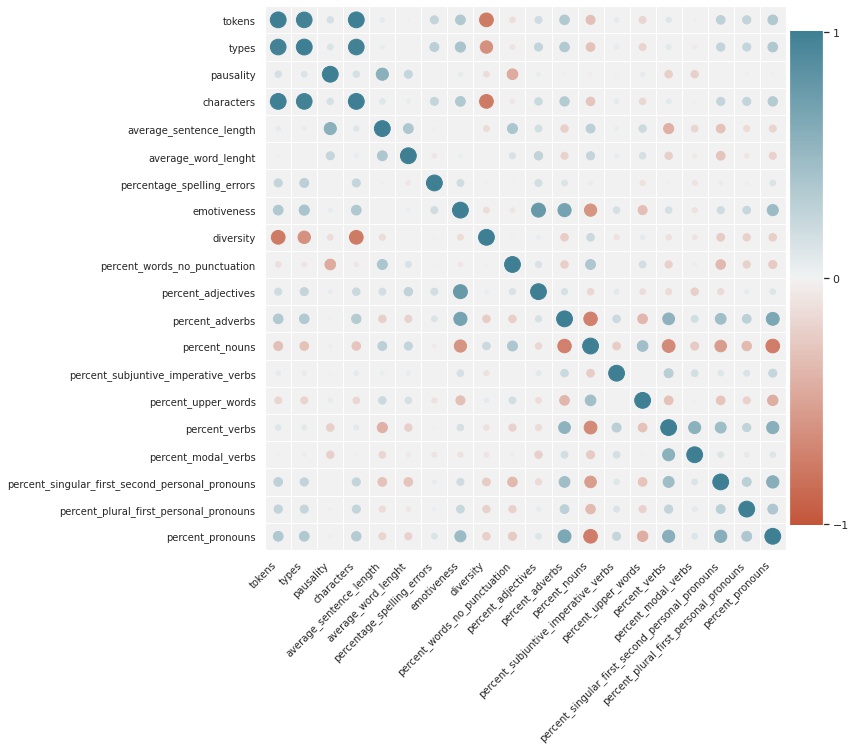 tokens
types
pausality
characters
average_sentence_length
average_word_lenght
percentage_spelling_errors
emotiveness
diversity
percent_words_no_punctuation
percent_adjectives
percent_adverbs
percent_nouns
percent_subjuntive_imperative_verbs
percent_upper_words
percent_verbs
percent_modal_verbs
percent_singular_first_second_personal_pronouns
percent_plural_first_personal_pronouns
percent_pronouns
1
0
−1
tokens
types
pausality
characters
average_sentence_length
average_word_lenght
percentage_spelling_errors
emotiveness
diversity
percent_words_no_punctuation
percent_adjectives
percent_adverbs
percent_nouns
percent_subjuntive_imperative_verbs
percent_upper_words
percent_verbs
percent_modal_verbs
percent_singular_first_second_personal_pronouns
percent_plural_first_personal_pronouns
percent_pronouns